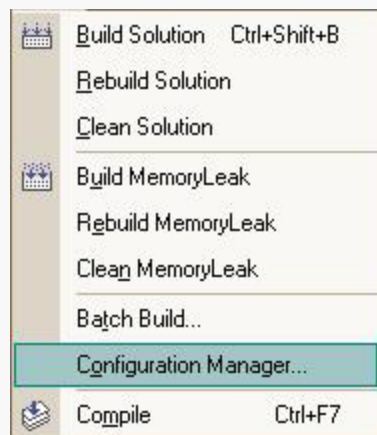 Build Solution Ctrl+Shift+B
Rebuild Solution
Clean Solution
Build MemoryLeak
Rebuild MemoryLeak
Clean MemoryLeak
Batch Build...
Configuration Manager...
Compile Ctrl+F7